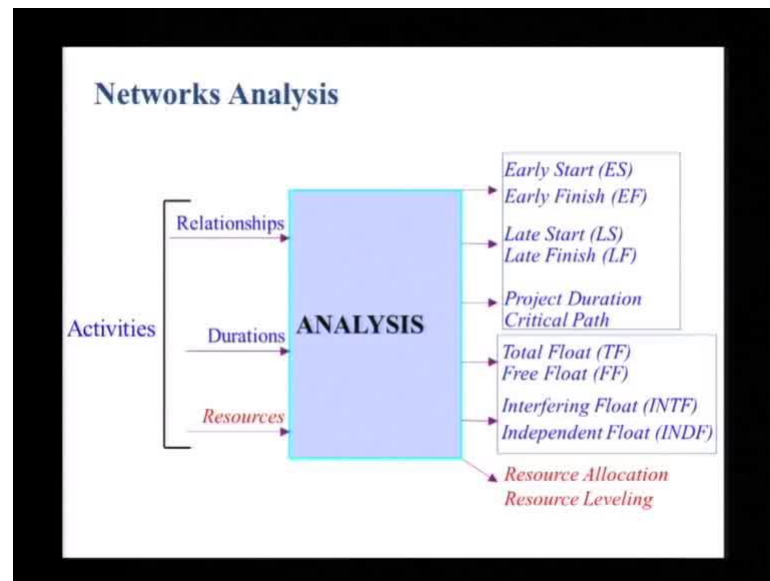 Networks Analysis
Activities
Relationships
Durations
Resources
ANALYSIS
Early Start (ES)
Early Finish (EF)
Late Start (LS)
Late Finish (LF)
Project Duration
Critical Path
Total Float (TF)
Free Float (FF)
Interfering Float (INTF)
Independent Float (INDF)
Resource Allocation
Resource Leveling